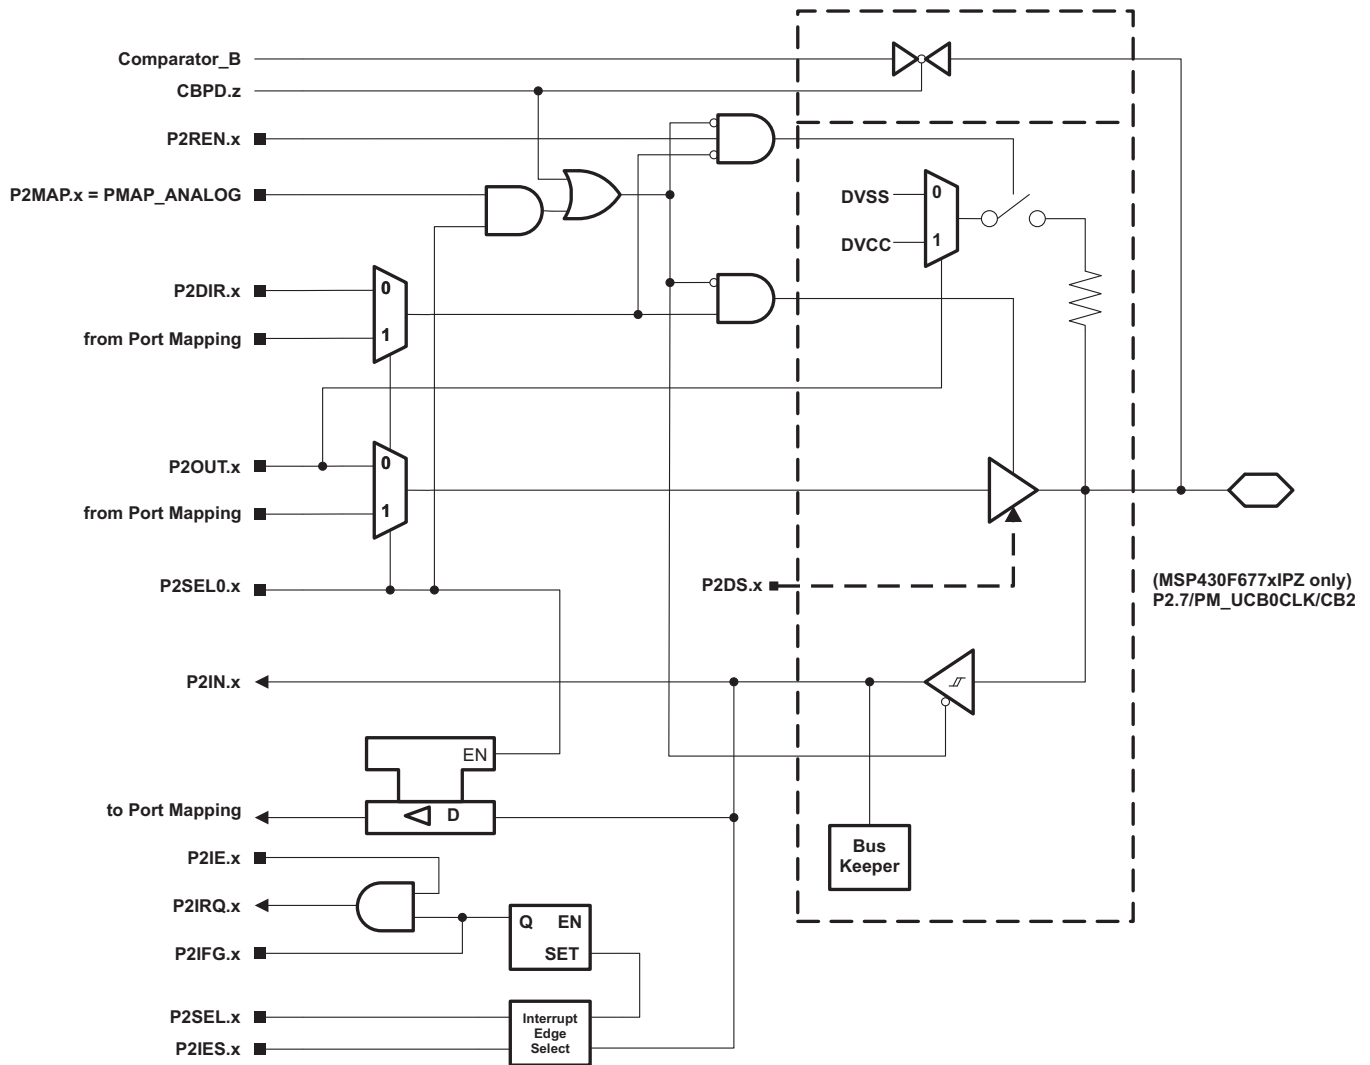 Comparator_B
CBPD.z
P2REN.x
P2MAP.x = PMAP_ANALOG
DVSS
0
DVCC
1
P2DIR.x
0
from Port Mapping
1
P2OUT.x
0
from Port Mapping
1
P2SEL0.x
P2DS.x
(MSP430F677xIPZ only)
P2.7/PM_UCB0CLK/CB2
P2IN.x
EN
to Port Mapping
D
Bus
Keeper
P2IE.x
P2IRQ.x
Q EN
SET
P2IFG.x
P2SEL.x
P2IES.x
Interrupt
Edge
Select